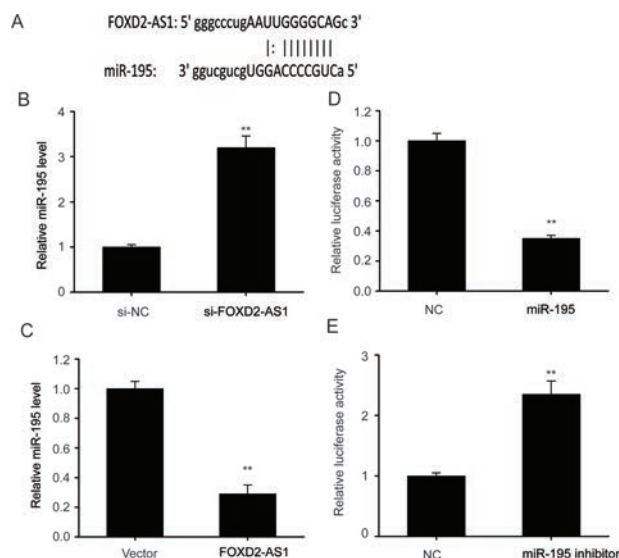 A
FOXD2-AS1: 5' gggcccugAAUUGGGGCAGc 3'
|: ||||||||
miR-195: 3' ggucgucgUGGACCCCGUCa 5'
B
Relative miR-195 level
4
3
2
1
0
**
si-NC
si-FOXD2-AS1
D
Relative luciferase activity
1.2
1.0
0.8
0.6
0.4
0.2
0.0
**
NC
miR-195
C
Relative miR-195 level
1.2
1.0
0.8
0.6
0.4
0.2
0.0
**
Vector
FOXD2-AS1
E
Relative luciferase activity
3
2
1
0
**
NC
miR-195 inhibitor